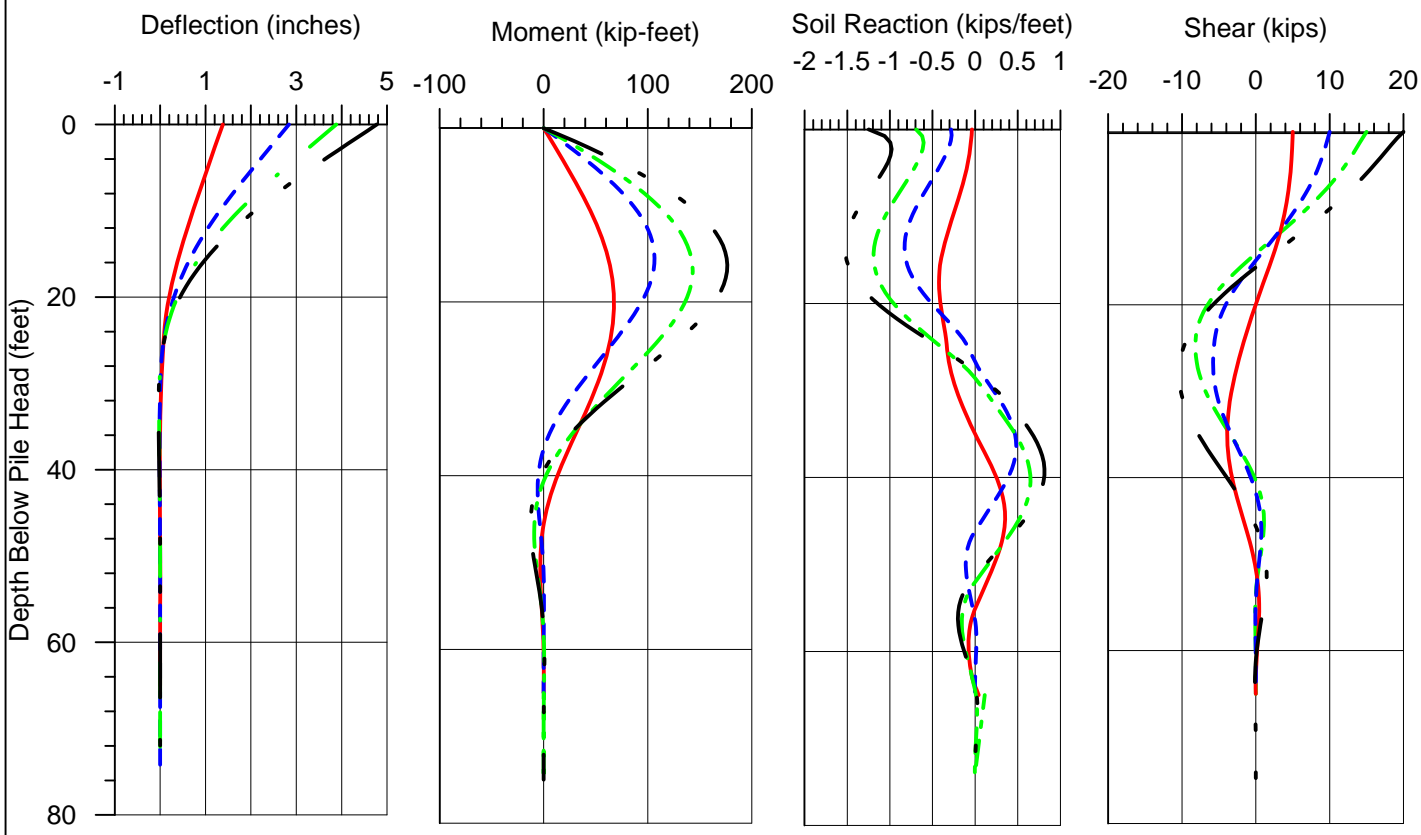 Deflection (inches)
-1 1 3 5
Moment (kip-feet)
-100 0 100 200
Soil Reaction (kips/feet)
-2 -1.5 -1 -0.5 0 0.5 1
Shear (kips)
-20 -10 0 10 20
Depth Below Pile Head (feet)
0
20
40
60
80